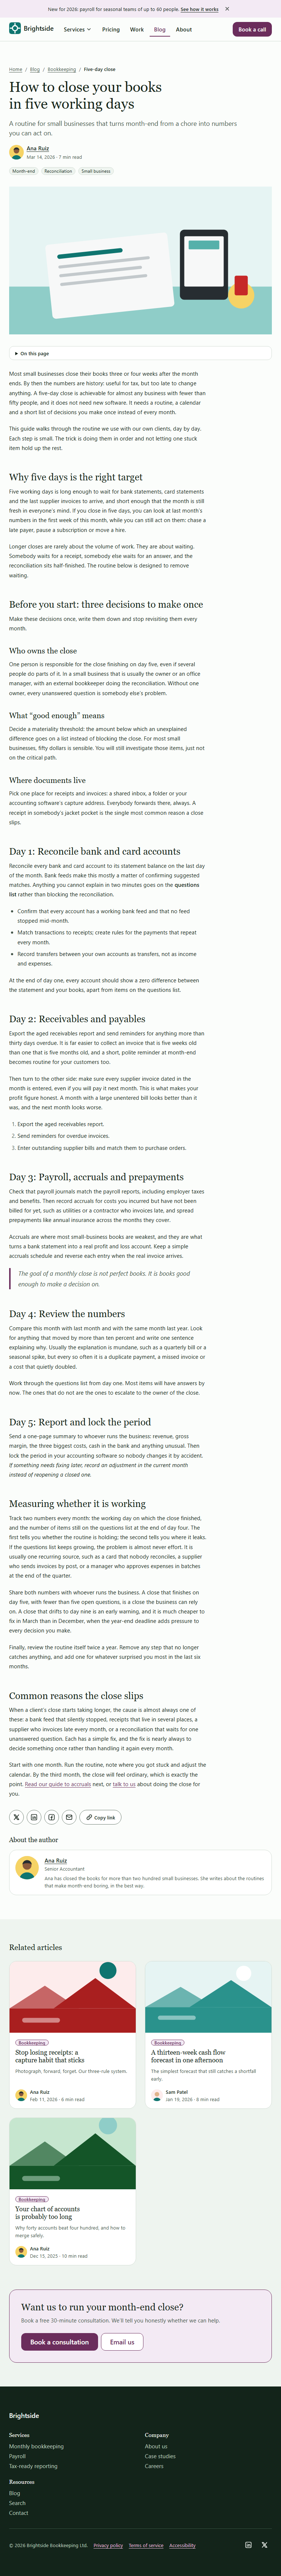 New for 2026: payroll for seasonal teams of up to 60 people. See how it works
Brightside
Services
Pricing
Work
Blog
About
Book a call
Home / Blog / Bookkeeping / Five-day close
How to close your books
in five working days
A routine for small businesses that turns month-end from a chore into numbers
you can act on.
Ana Ruiz
Mar 14, 2026 · 7 min read
Month-end
Reconciliation
Small business
On this page
Most small businesses close their books three or four weeks after the month
ends. By then the numbers are history: useful for tax, but too late to change
anything. A five-day close is achievable for almost any business with fewer than
fifty people, and it does not need new software. It needs a routine, a calendar
and a short list of decisions you make once instead of every month.
This guide walks through the routine we use with our own clients, day by day.
Each step is small. The trick is doing them in order and not letting one stuck
item hold up the rest.
Why five days is the right target
Five working days is long enough to wait for bank statements, card statements
and the last supplier invoices to arrive, and short enough that the month is still
fresh in everyone's mind. If you close in five days, you can look at last month's
numbers in the first week of this month, while you can still act on them: chase a
late payer, pause a subscription or move a hire.
Longer closes are rarely about the volume of work. They are about waiting.
Somebody waits for a receipt, somebody else waits for an answer, and the
reconciliation sits half-finished. The routine below is designed to remove
waiting.
Before you start: three decisions to make once
Make these decisions once, write them down and stop revisiting them every
month.
Who owns the close
One person is responsible for the close finishing on day five, even if several
people do parts of it. In a small business that is usually the owner or an office
manager, with an external bookkeeper doing the reconciliation. Without one
owner, every unanswered question is somebody else's problem.
What “good enough” means
Decide a materiality threshold: the amount below which an unexplained
difference goes on a list instead of blocking the close. For most small
businesses, fifty dollars is sensible. You will still investigate those items, just not
on the critical path.
Where documents live
Pick one place for receipts and invoices: a shared inbox, a folder or your
accounting software's capture address. Everybody forwards there, always. A
receipt in somebody's jacket pocket is the single most common reason a close
slips.
Day 1: Reconcile bank and card accounts
Reconcile every bank and card account to its statement balance on the last day
of the month. Bank feeds make this mostly a matter of confirming suggested
matches. Anything you cannot explain in two minutes goes on the questions
list rather than blocking the reconciliation.
Confirm that every account has a working bank feed and that no feed
stopped mid-month.
Match transactions to receipts; create rules for the payments that repeat
every month.
Record transfers between your own accounts as transfers, not as income
and expenses.
At the end of day one, every account should show a zero difference between
the statement and your books, apart from items on the questions list.
Day 2: Receivables and payables
Export the aged receivables report and send reminders for anything more than
thirty days overdue. It is far easier to collect an invoice that is five weeks old
than one that is five months old, and a short, polite reminder at month-end
becomes routine for your customers too.
Then turn to the other side: make sure every supplier invoice dated in the
month is entered, even if you will pay it next month. This is what makes your
profit figure honest. A month with a large unentered bill looks better than it
was, and the next month looks worse.
1. Export the aged receivables report.
2. Send reminders for overdue invoices.
3. Enter outstanding supplier bills and match them to purchase orders.
Day 3: Payroll, accruals and prepayments
Check that payroll journals match the payroll reports, including employer taxes
and benefits. Then record accruals for costs you have incurred but have not been
billed for yet, such as utilities or a contractor who invoices late, and spread
prepayments like annual insurance across the months they cover.
Accruals are where most small-business books are weakest, and they are what
turns a bank statement into a real profit and loss account. Keep a simple
accruals schedule and reverse each entry when the real invoice arrives.
The goal of a monthly close is not perfect books. It is books good
enough to make a decision on.
Day 4: Review the numbers
Compare this month with last month and with the same month last year. Look
for anything that moved by more than ten percent and write one sentence
explaining why. Usually the explanation is mundane, such as a quarterly bill or a
seasonal spike, but every so often it is a duplicate payment, a missed invoice or
a cost that quietly doubled.
Work through the questions list from day one. Most items will have answers by
now. The ones that do not are the ones to escalate to the owner of the close.
Day 5: Report and lock the period
Send a one-page summary to whoever runs the business: revenue, gross
margin, the three biggest costs, cash in the bank and anything unusual. Then
lock the period in your accounting software so nobody changes it by accident.
If something needs fixing later, record an adjustment in the current month
instead of reopening a closed one.
Measuring whether it is working
Track two numbers every month: the working day on which the close finished,
and the number of items still on the questions list at the end of day four. The
first tells you whether the routine is holding; the second tells you where it leaks.
If the questions list keeps growing, the problem is almost never effort. It is
usually one recurring source, such as a card that nobody reconciles, a supplier
who sends invoices by post, or a manager who approves expenses in batches
at the end of the quarter.
Share both numbers with whoever runs the business. A close that finishes on
day five, with fewer than five open questions, is a close the business can rely
on. A close that drifts to day nine is an early warning, and it is much cheaper to
fix in March than in December, when the year-end deadline adds pressure to
every decision you make.
Finally, review the routine itself twice a year. Remove any step that no longer
catches anything, and add one for whatever surprised you most in the last six
months.
Common reasons the close slips
When a client's close starts taking longer, the cause is almost always one of
these: a bank feed that silently stopped, receipts that live in several places, a
supplier who invoices late every month, or a reconciliation that waits for one
unanswered question. Each has a simple fix, and the fix is nearly always to
decide something once rather than handling it again every month.
Start with one month. Run the routine, note where you got stuck and adjust the
calendar. By the third month, the close will feel ordinary, which is exactly the
point. Read our guide to accruals next, or talk to us about doing the close for
you.
Copy link
About the author
Ana Ruiz
Senior Accountant
Ana has closed the books for more than two hundred small businesses. She writes about the routines
that make month-end boring, in the best way.
Related articles
Bookkeeping
Stop losing receipts: a
capture habit that sticks
Photograph, forward, forget. Our three-rule system.
Ana Ruiz
Feb 11, 2026 · 6 min read
Bookkeeping
A thirteen-week cash flow
forecast in one afternoon
The simplest forecast that still catches a shortfall
early.
Sam Patel
Jan 19, 2026 · 8 min read
Bookkeeping
Your chart of accounts
is probably too long
Why forty accounts beat four hundred, and how to
merge safely.
Ana Ruiz
Dec 15, 2025 · 10 min read
Want us to run your month-end close?
Book a free 30-minute consultation. We'll tell you honestly whether we can help.
Book a consultation
Email us
Brightside
Services
Monthly bookkeeping
Payroll
Tax-ready reporting
Company
About us
Case studies
Careers
Resources
Blog
Search
Contact
© 2026 Brightside Bookkeeping Ltd.
Privacy policy
Terms of service
Accessibility